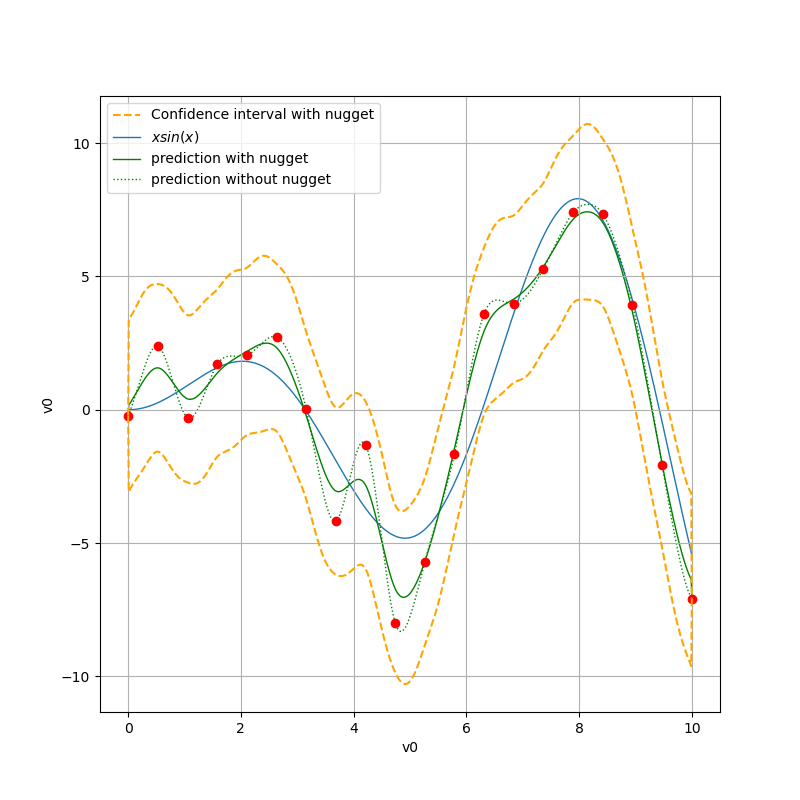 Confidence interval with nugget
xsin(x)
prediction with nugget
prediction without nugget
10
5
0
−5
−10
v0
0 2 4 6 8 10
v0